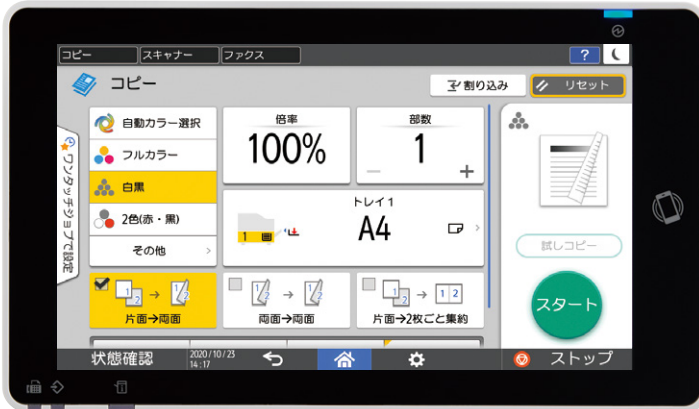 コピー
スキャナー
ファクス
?
コピー
割り込み
リセット
ワンタッチジョブで設定
自動カラー選択
フルカラー
白黒
2色(赤・黒)
その他 >
倍率
100%
部数
1
− +
トレイ1
1
A4 >
試しコピー
スタート
1 2 → 1/2
片面→両面
1/2 → 1/2
両面→両面
1 2 → 1 2
片面→2枚ごと集約
状態確認
2020/10/23
14:17
ストップ